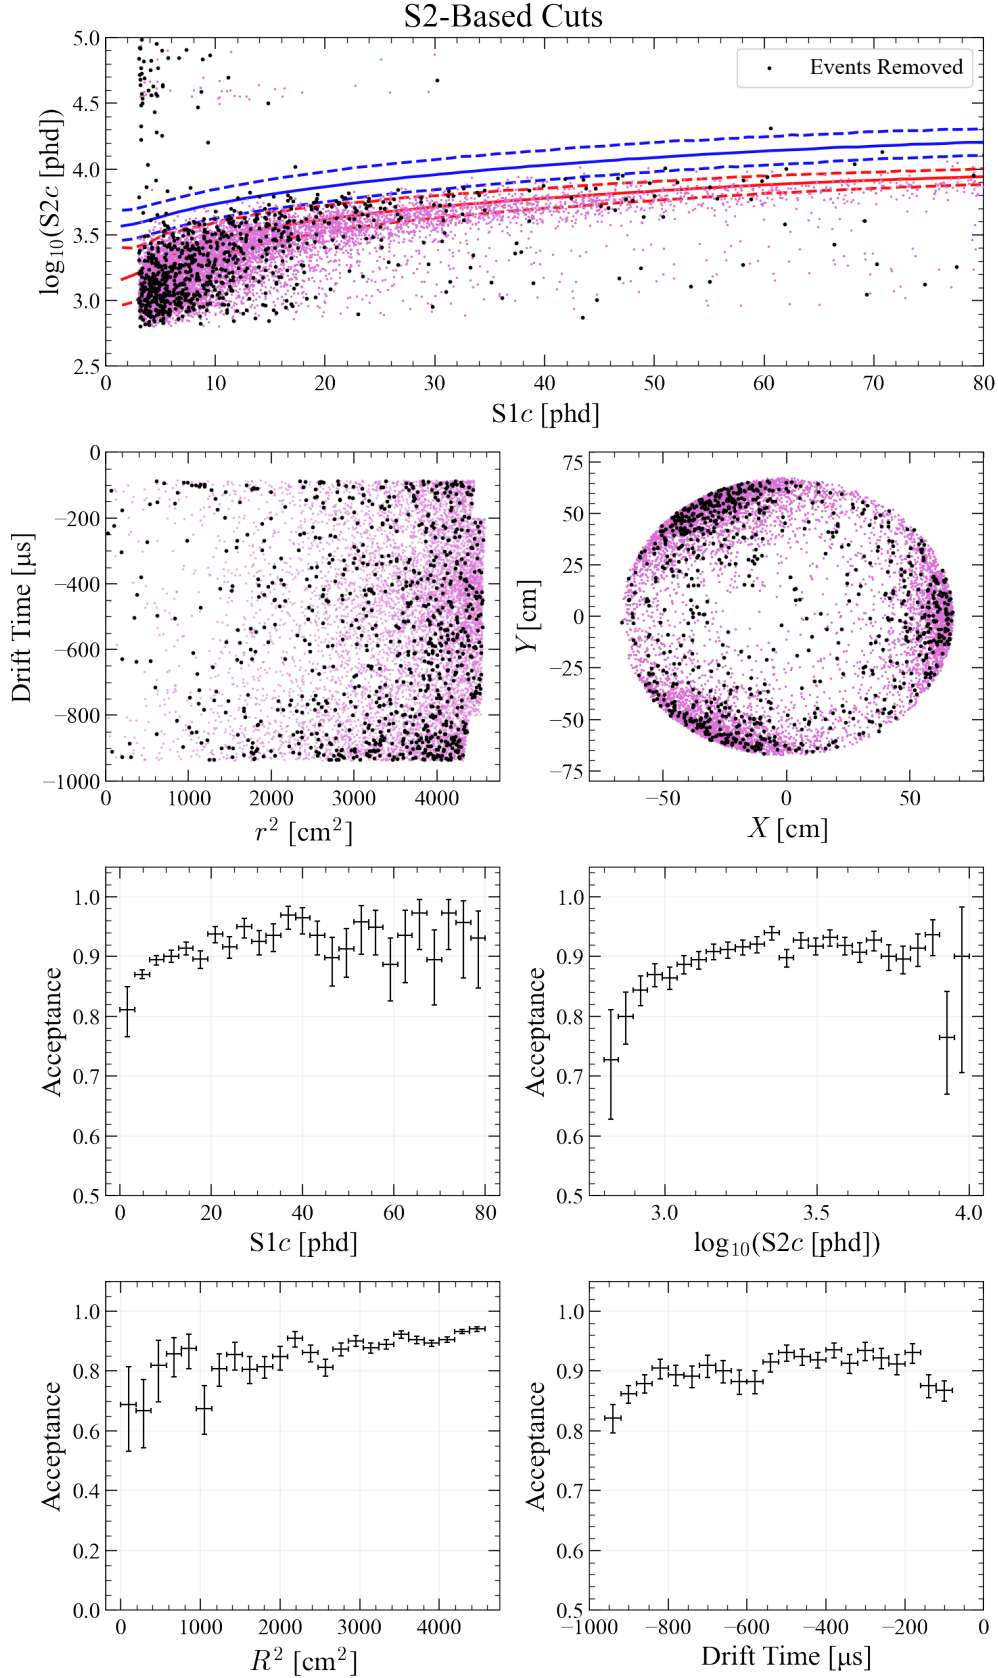 S2-Based Cuts
Events Removed
5.0
4.5
4.0
3.5
3.0
2.5
log₁₀(S2c [phd])
0 10 20 30 40 50 60 70 80
S1c [phd]
0
−200
−400
−600
−800
−1000
Drift Time [µs]
0 1000 2000 3000 4000
r² [cm²]
75
50
25
0
−25
−50
−75
Y [cm]
−50 0 50
X [cm]
1.0
0.9
0.8
0.7
0.6
0.5
Acceptance
0 20 40 60 80
S1c [phd]
1.0
0.9
0.8
0.7
0.6
0.5
Acceptance
3.0 3.5 4.0
log₁₀(S2c [phd])
1.0
0.8
0.6
0.4
0.2
0.0
Acceptance
0 1000 2000 3000 4000
R² [cm²]
1.0
0.9
0.8
0.7
0.6
0.5
Acceptance
−1000 −800 −600 −400 −200 0
Drift Time [µs]